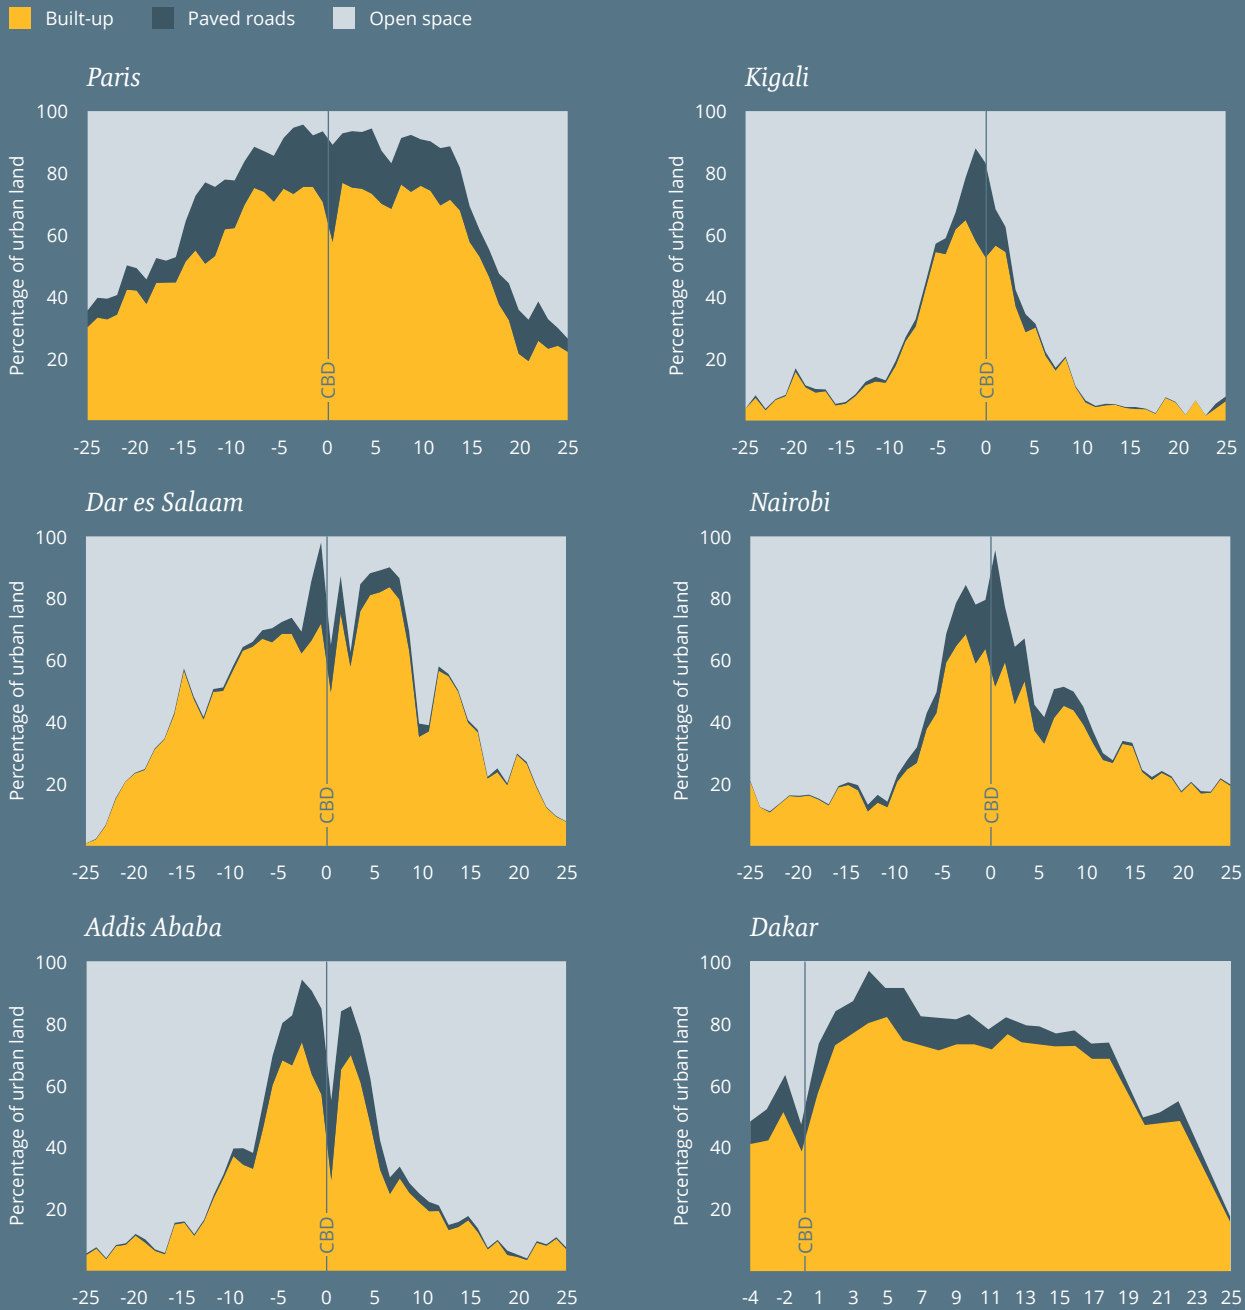 Built-up Paved roads Open space
Paris
Percentage of urban land
100
80
60
40
20
CBD
-25 -20 -15 -10 -5 0 5 10 15 20 25
Kigali
Percentage of urban land
100
80
60
40
20
CBD
-25 -20 -15 -10 -5 0 5 10 15 20 25
Dar es Salaam
Percentage of urban land
100
80
60
40
20
CBD
-25 -20 -15 -10 -5 0 5 10 15 20 25
Nairobi
Percentage of urban land
100
80
60
40
20
CBD
-25 -20 -15 -10 -5 0 5 10 15 20 25
Addis Ababa
Percentage of urban land
100
80
60
40
20
CBD
-25 -20 -15 -10 -5 0 5 10 15 20 25
Dakar
Percentage of urban land
100
80
60
40
20
CBD
-4 -2 1 3 5 7 9 11 13 15 17 19 21 23 25